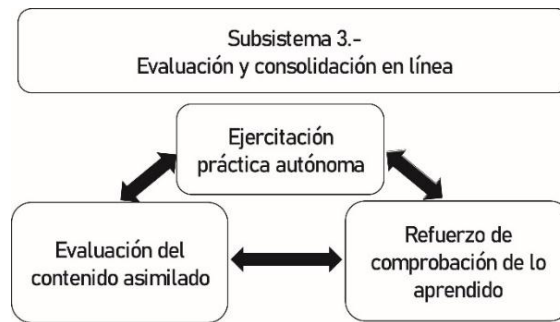 Subsistema 3.-
Evaluación y consolidación en línea
Ejercitación
práctica autónoma
Evaluación del
contenido asimilado
Refuerzo de
comprobación de lo
aprendido